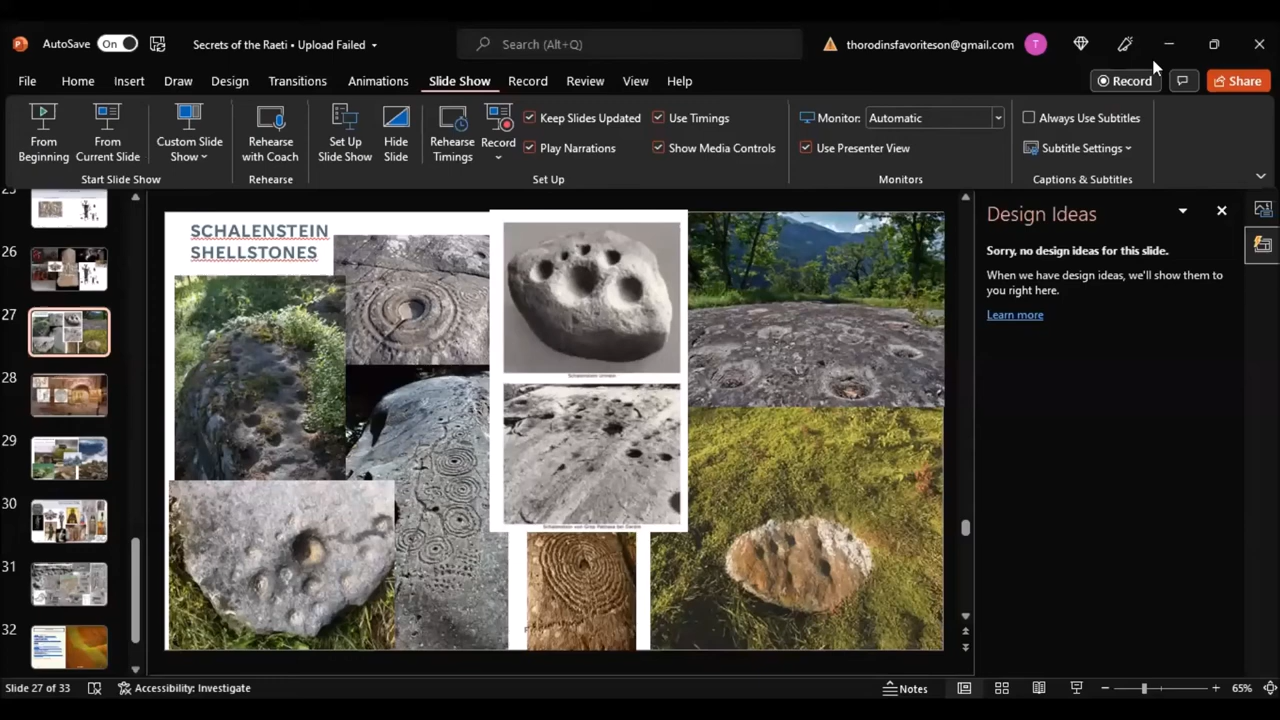 AutoSave On Secrets of the Raeti • Upload Failed Search (Alt+Q) thorodinsfavoriteson@gmail.com T
File Home Insert Draw Design Transitions Animations Slide Show Record Review View Help Record Share
From Beginning
From Current Slide
Custom Slide Show
Start Slide Show
Rehearse with Coach
Rehearse
Set Up Slide Show
Hide Slide
Rehearse Timings
Record
Keep Slides Updated
Play Narrations
Use Timings
Show Media Controls
Set Up
Monitor: Automatic
Use Presenter View
Monitors
Always Use Subtitles
Subtitle Settings
Captions & Subtitles
25
26
27
28
29
30
31
32
SCHALENSTEIN
SHELLSTONES
Design Ideas
Sorry, no design ideas for this slide.
When we have design ideas, we'll show them to
you right here.
Learn more
Slide 27 of 33 Accessibility: Investigate Notes 65%